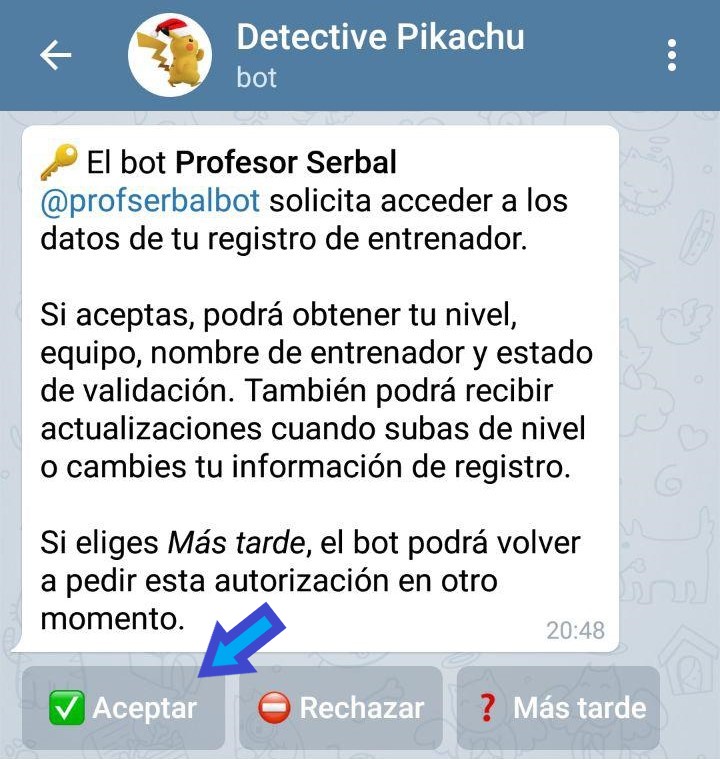 Detective Pikachu
bot
El bot Profesor Serbal
@profserbalbot solicita acceder a los
datos de tu registro de entrenador.
Si aceptas, podrá obtener tu nivel,
equipo, nombre de entrenador y estado
de validación. También podrá recibir
actualizaciones cuando subas de nivel
o cambies tu información de registro.
Si eliges Más tarde, el bot podrá volver
a pedir esta autorización en otro
momento.
20:48
Aceptar
Rechazar
Más tarde